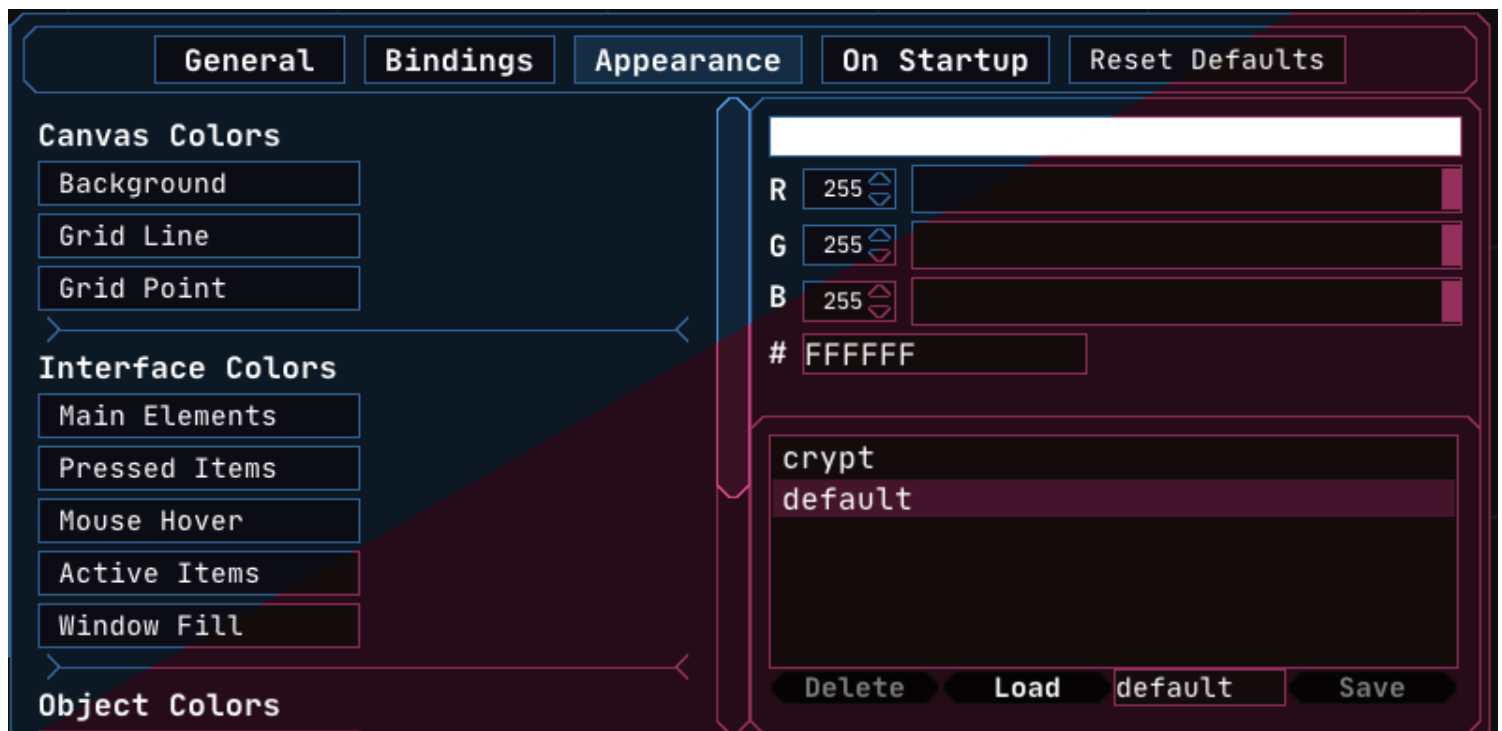 General Bindings Appearance On Startup Reset Defaults
Canvas Colors
Background
Grid Line
Grid Point
Interface Colors
Main Elements
Pressed Items
Mouse Hover
Active Items
Window Fill
Object Colors
R 255
G 255
B 255
# FFFFFF
crypt
default
Delete Load default Save